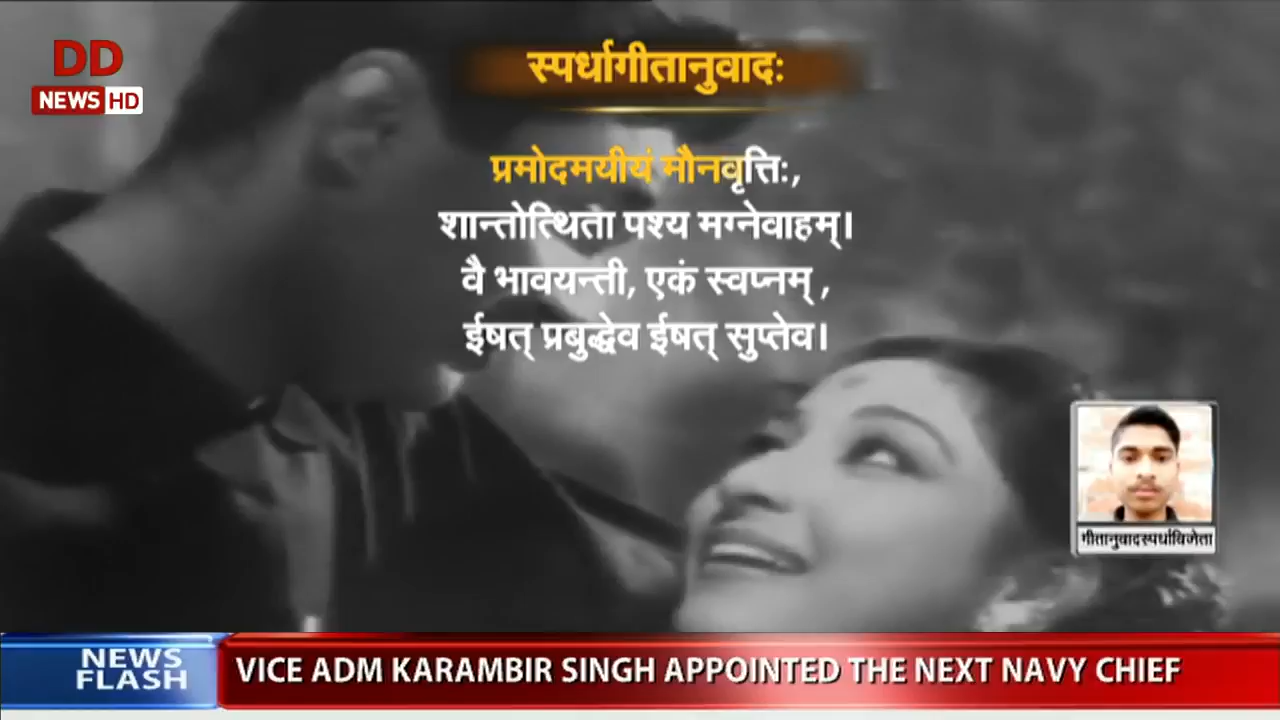 DD
NEWS HD
स्पर्धागीतानुवादः
प्रमोदमयीयं मौनवृत्तिः,
शान्तोत्थिता पश्य मग्नेवाहम्।
वै भावयन्ती, एकं स्वप्नम् ,
ईषत् प्रबुद्धेव ईषत् सुप्तेव।
गीतानुवादस्पर्धाविजेता
NEWS FLASH
VICE ADM KARAMBIR SINGH APPOINTED THE NEXT NAVY CHIEF